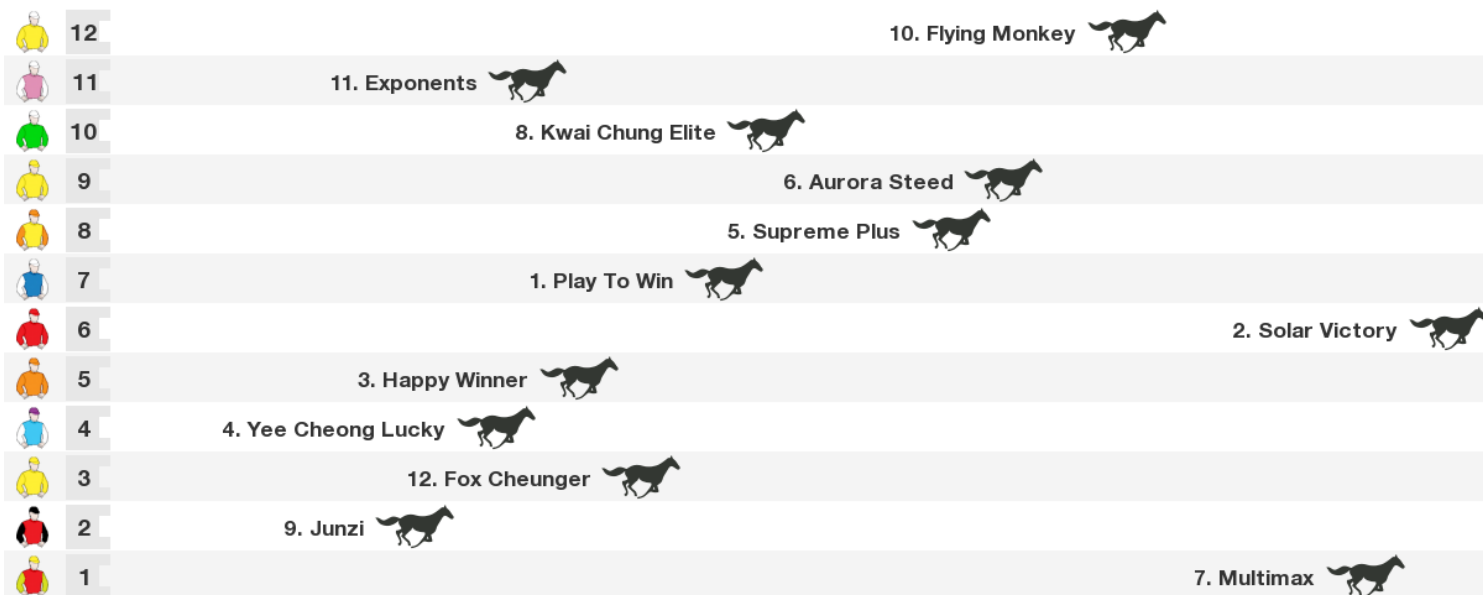 12 10. Flying Monkey
11 11. Exponents
10 8. Kwai Chung Elite
9 6. Aurora Steed
8 5. Supreme Plus
7 1. Play To Win
6 2. Solar Victory
5 3. Happy Winner
4 4. Yee Cheong Lucky
3 12. Fox Cheunger
2 9. Junzi
1 7. Multimax